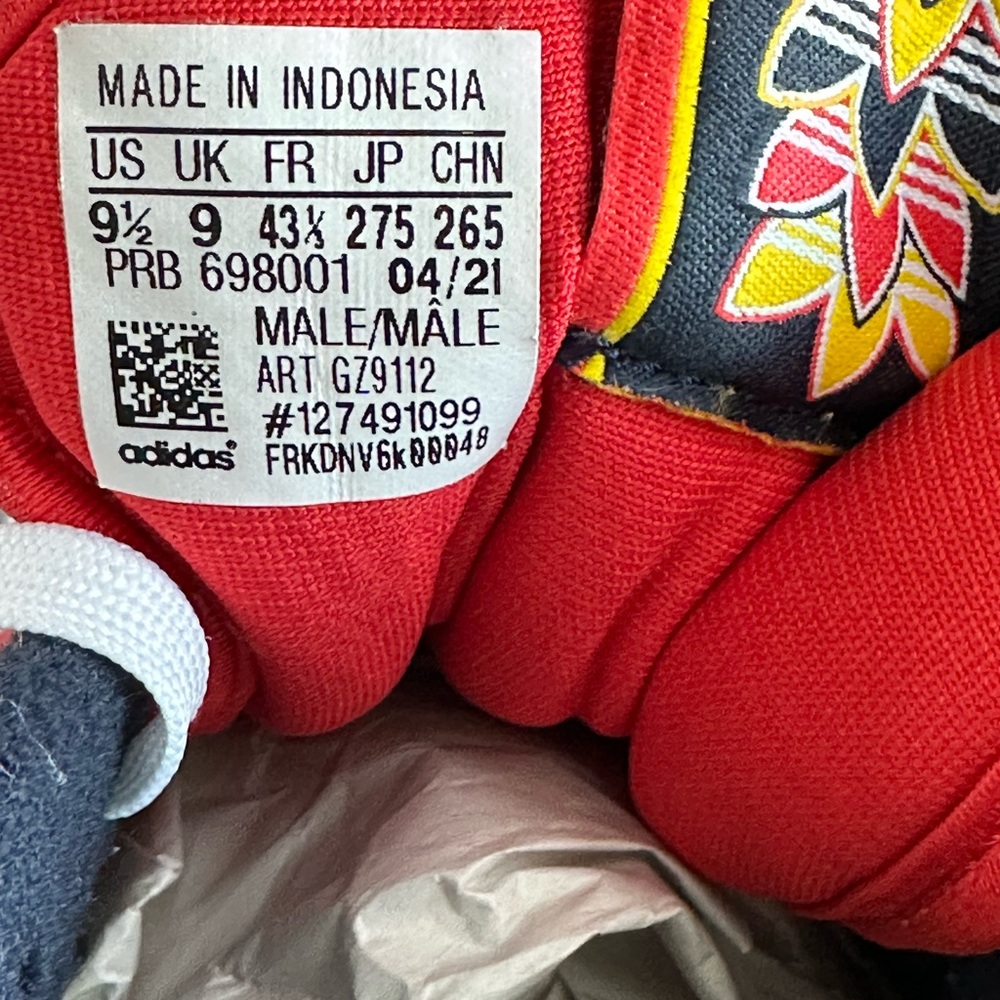 MADE IN INDONESIA
US UK FR JP CHN
9½ 9 43⅓ 275 265
PRB 698001 04/21
MALE/MÂLE
ART GZ9112
#127491099
FRKDNV6k00048
adidas®